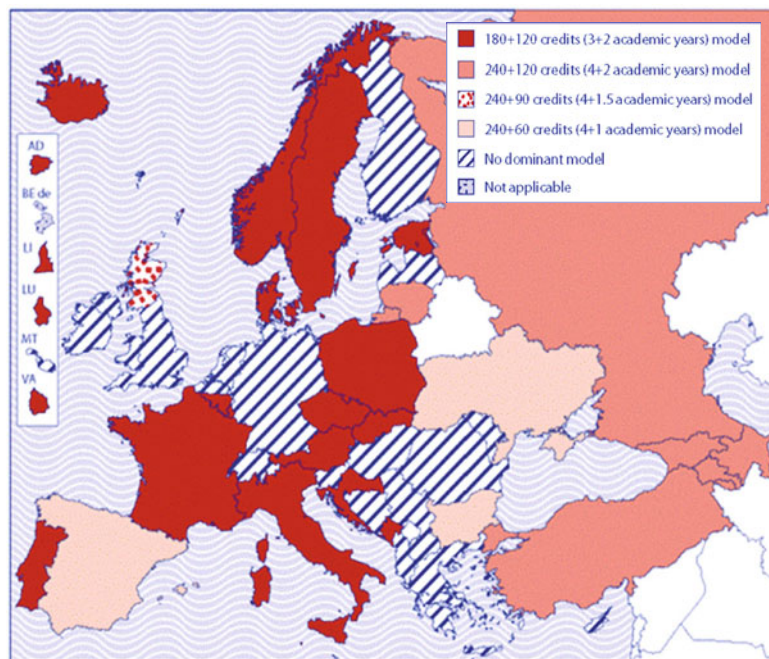 180+120 credits (3+2 academic years) model
240+120 credits (4+2 academic years) model
240+90 credits (4+1.5 academic years) model
240+60 credits (4+1 academic years) model
No dominant model
Not applicable
AD
BE de
LI
LU
MT
VA